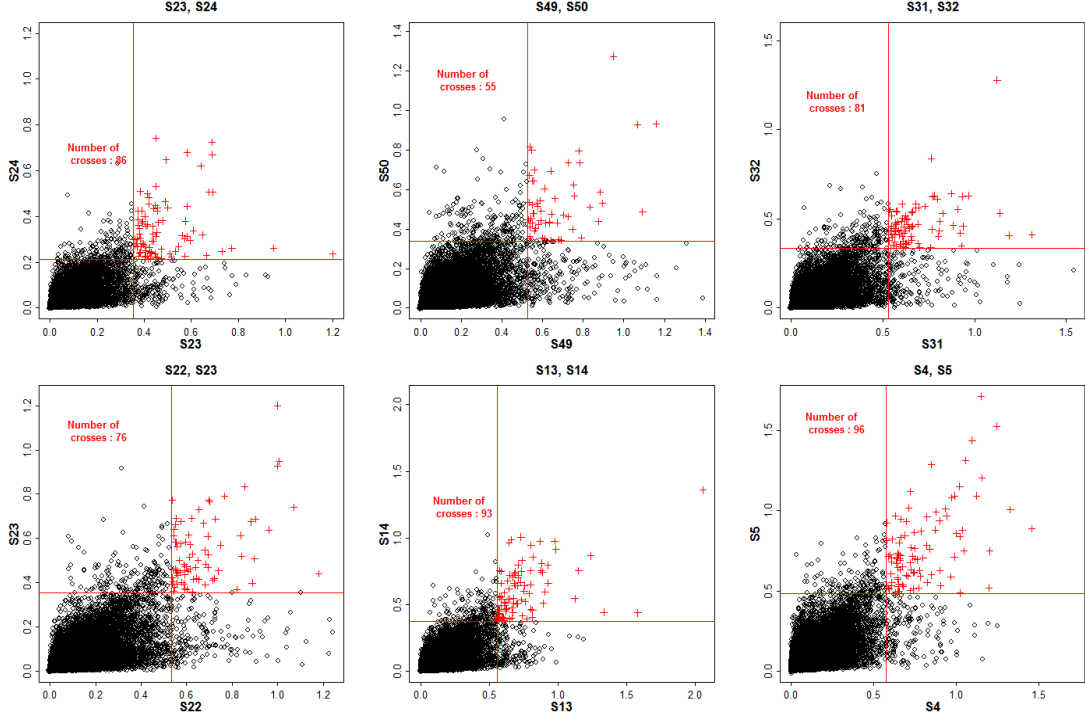 S23, S24
S49, S50
S31, S32
Number of
crosses : 86
Number of
crosses : 55
Number of
crosses : 81
S24
0.0 0.2 0.4 0.6 0.8 1.0 1.2
0.0 0.2 0.4 0.6 0.8 1.0 1.2
S23
S50
0.0 0.2 0.4 0.6 0.8 1.0 1.2 1.4
0.0 0.2 0.4 0.6 0.8 1.0 1.2 1.4
S49
S32
0.0 0.5 1.0 1.5
0.0 0.5 1.0 1.5
S31
S22, S23
S13, S14
S4, S5
Number of
crosses : 76
Number of
crosses : 93
Number of
crosses : 96
S23
0.0 0.2 0.4 0.6 0.8 1.0 1.2
0.0 0.2 0.4 0.6 0.8 1.0 1.2
S22
S14
0.0 0.5 1.0 1.5 2.0
0.0 0.5 1.0 1.5 2.0
S13
S5
0.0 0.5 1.0 1.5
0.0 0.5 1.0 1.5
S4